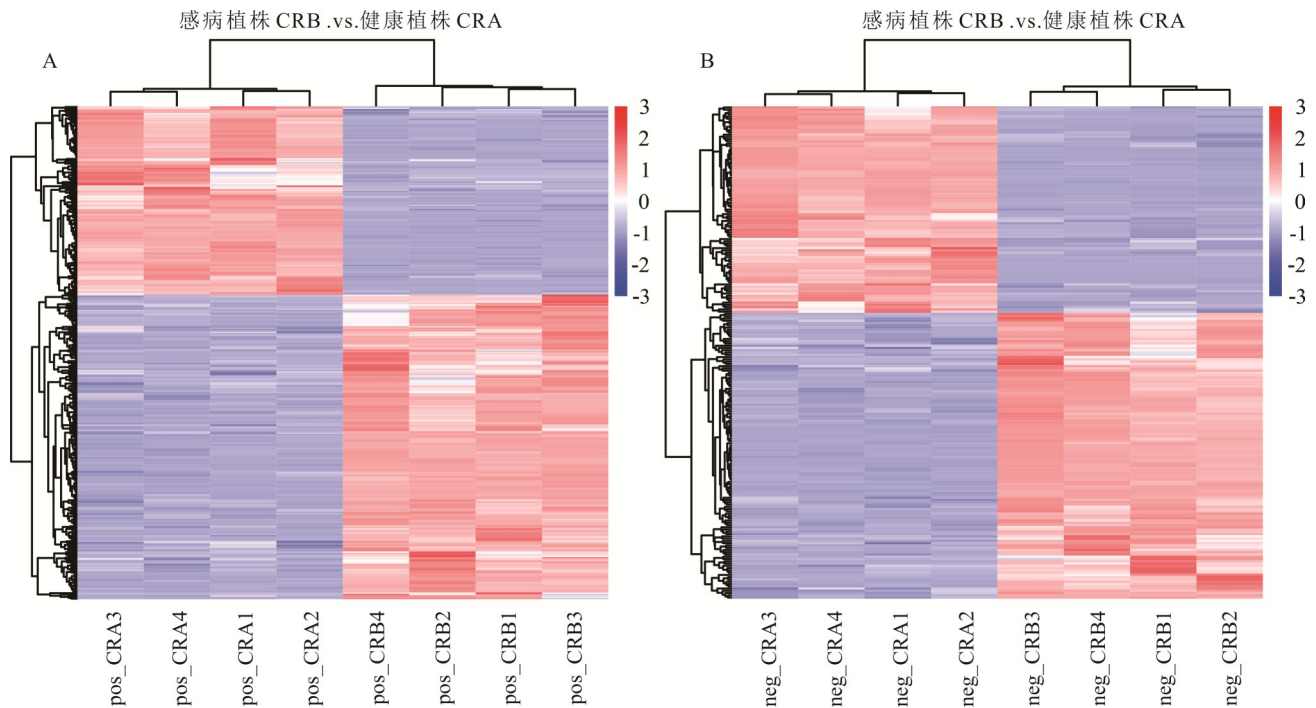 感病植株 CRB .vs.健康植株 CRA
A
3
2
1
0
-1
-2
-3
pos_CRA3
pos_CRA4
pos_CRA1
pos_CRA2
pos_CRB4
pos_CRB2
pos_CRB1
pos_CRB3
感病植株 CRB .vs.健康植株 CRA
B
3
2
1
0
-1
-2
-3
neg_CRA3
neg_CRA4
neg_CRA1
neg_CRA2
neg_CRB3
neg_CRB4
neg_CRB1
neg_CRB2